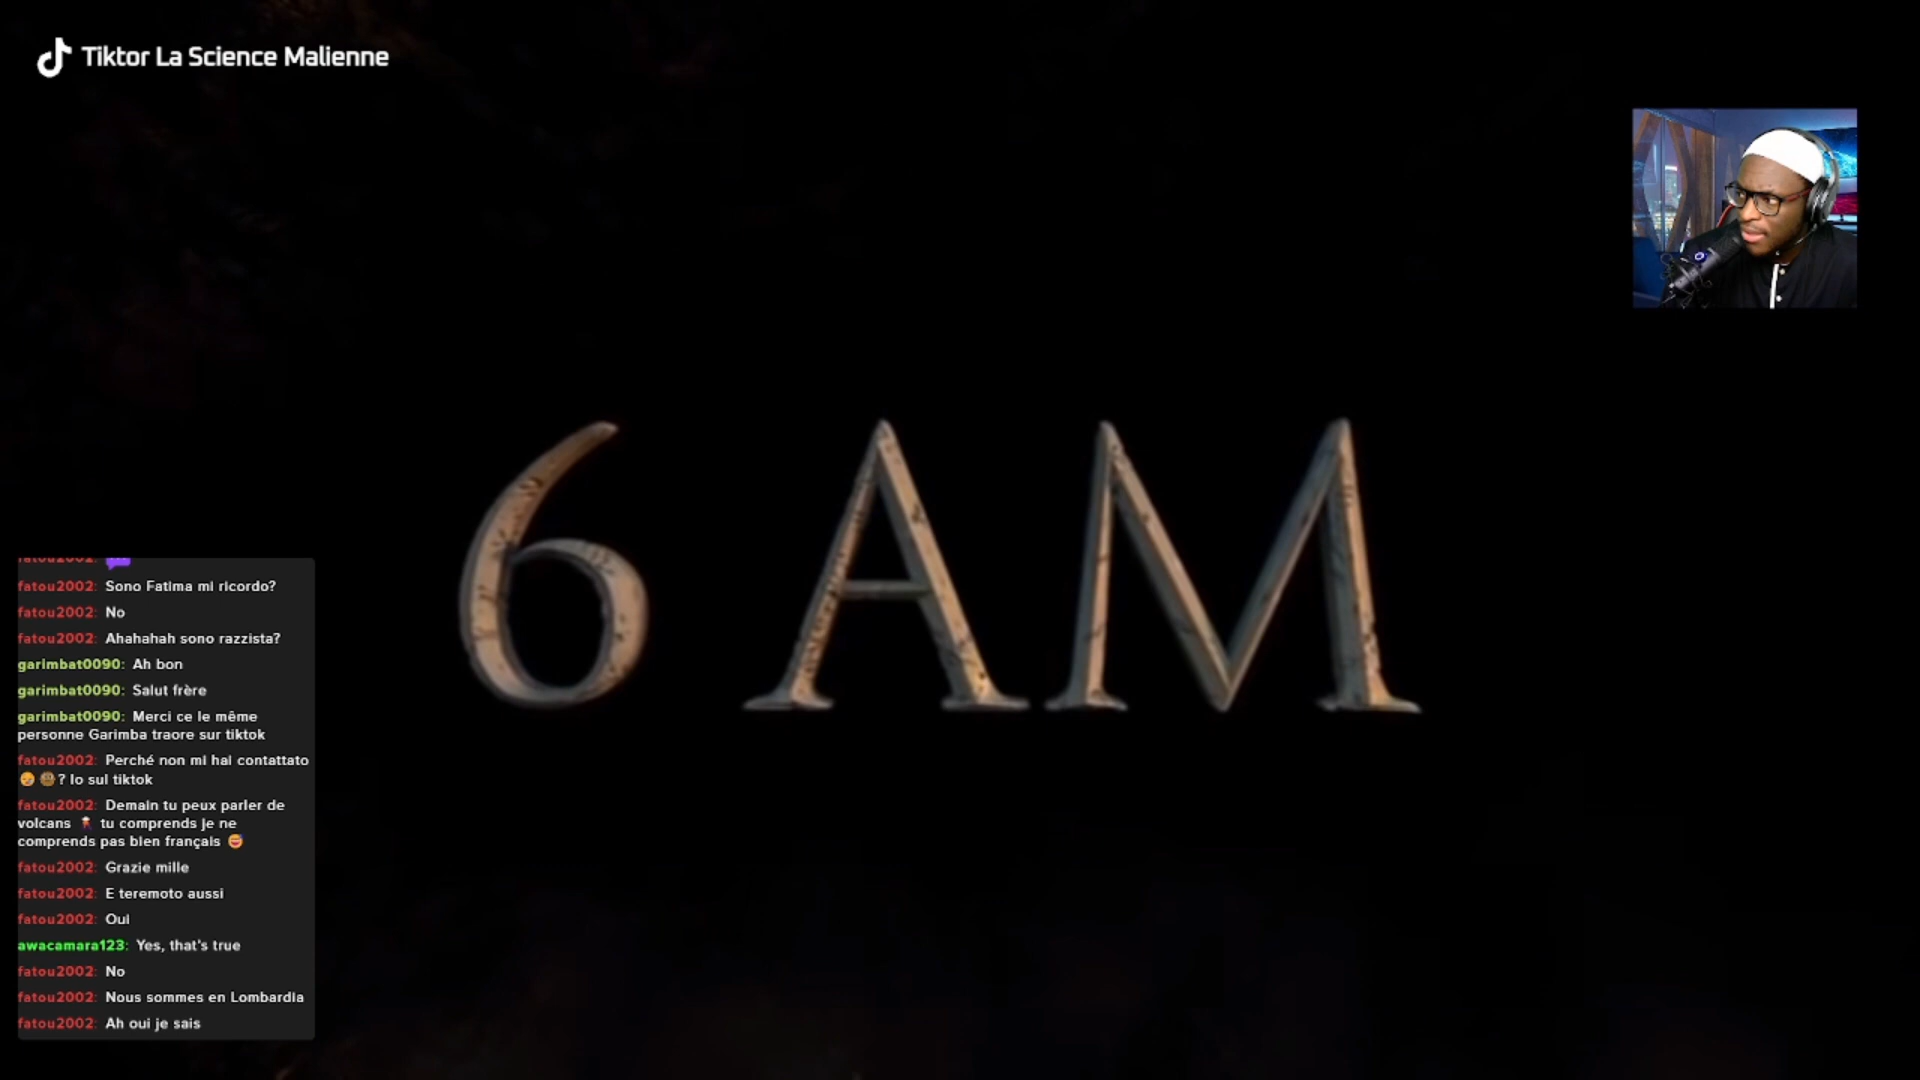 Tiktor La Science Malienne
6 AM
fatou2002:
fatou2002: Sono Fatima mi ricordo?
fatou2002: No
fatou2002: Ahahahah sono razzista?
garimbat0090: Ah bon
garimbat0090: Salut frère
garimbat0090: Merci ce le même
personne Garimba traore sur tiktok
fatou2002: Perché non mi hai contattato
? Io sul tiktok
fatou2002: Demain tu peux parler de
volcans tu comprends je ne
comprends pas bien français
fatou2002: Grazie mille
fatou2002: E teremoto aussi
fatou2002: Oui
awacamara123: Yes, that's true
fatou2002: No
fatou2002: Nous sommes en Lombardia
fatou2002: Ah oui je sais